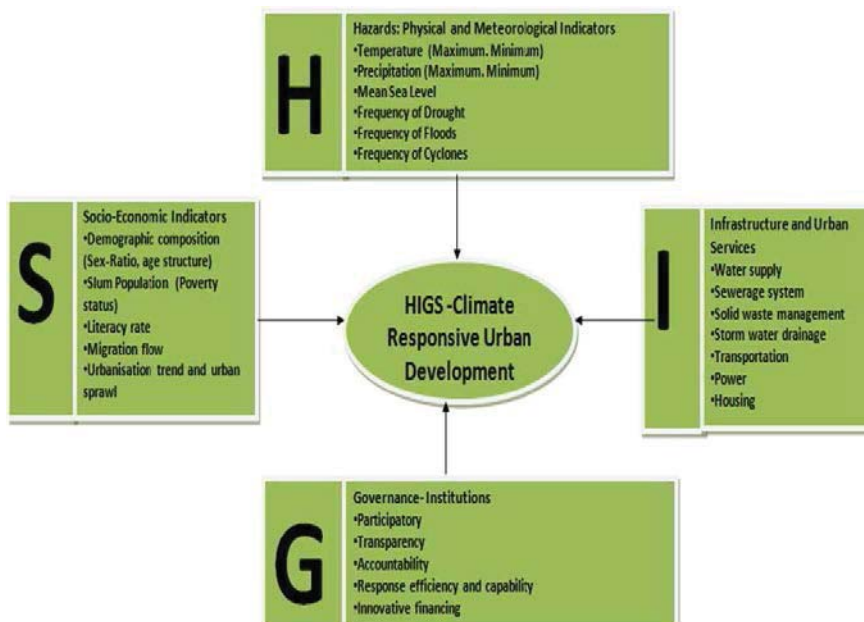 H
Hazards: Physical and Meteorological Indicators
•Temperature (Maximum. Minimum)
•Precipitation (Maximum. Minimum)
•Mean Sea Level
•Frequency of Drought
•Frequency of Floods
•Frequency of Cyclones
S
Socio-Economic Indicators
•Demographic composition
(Sex-Ratio, age structure)
•Slum Population (Poverty
status)
•Literacy rate
•Migration flow
•Urbanisation trend and urban
sprawl
HIGS -Climate
Responsive Urban
Development
I
Infrastructure and Urban
Services
•Water supply
•Sewerage system
•Solid waste management
•Storm water drainage
•Transportation
•Power
•Housing
G
Governance- Institutions
•Participatory
•Transparency
•Accountability
•Response efficiency and capability
•Innovative financing